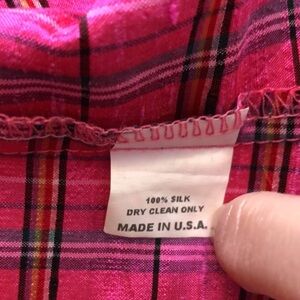 100% SILK
DRY CLEAN ONLY
MADE IN U.S.A.